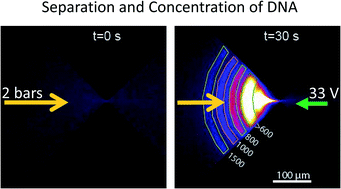 Separation and Concentration of DNA
t=0 s
t=30 s
2 bars
33 V
>600
800
1000
1500
100 µm